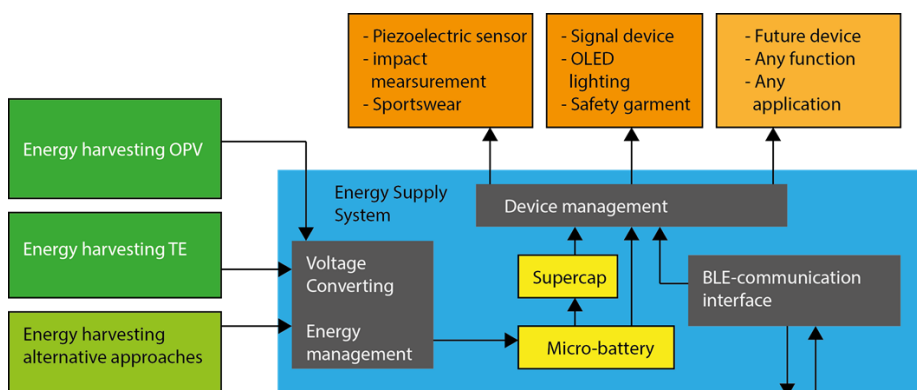 - Piezoelectric sensor
- impact
mearsurement
- Sportswear
- Signal device
- OLED
lighting
- Safety garment
- Future device
- Any function
- Any
application
Energy harvesting OPV
Energy harvesting TE
Energy harvesting
alternative approaches
Energy Supply
System
Device management
Voltage
Converting
Energy
management
Supercap
Micro-battery
BLE-communication
interface